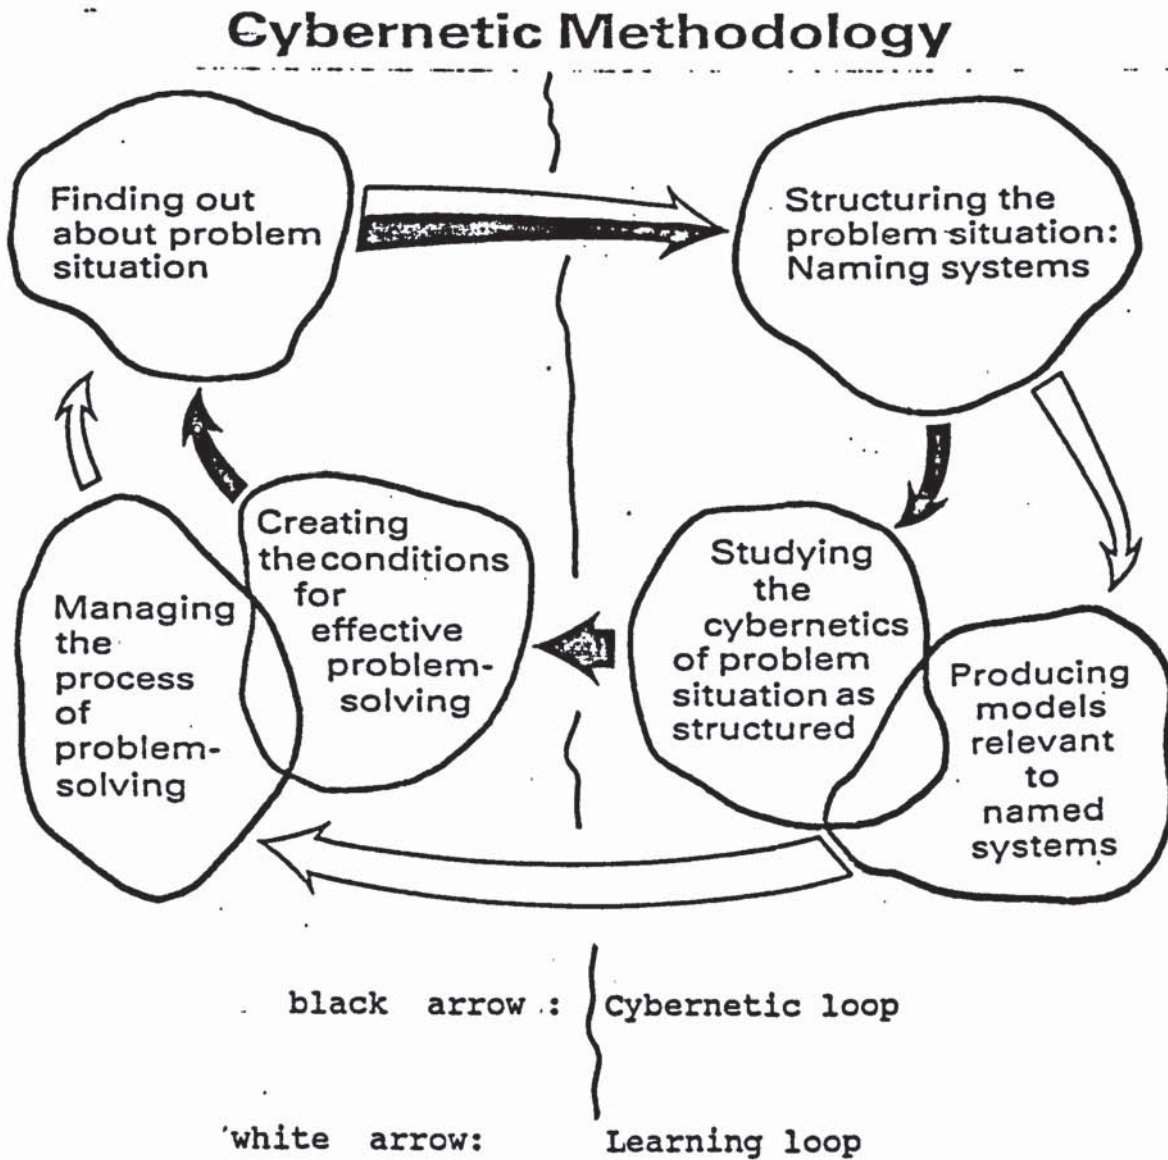 Cybernetic Methodology
Finding out
about problem
situation
Structuring the
problem situation:
Naming systems
Creating
the conditions
for
effective
problem-
solving
Managing
the
process
of
problem-
solving
Studying
the
cybernetics
of problem
situation as
structured
Producing
models
relevant
to
named
systems
black arrow : Cybernetic loop
white arrow: Learning loop